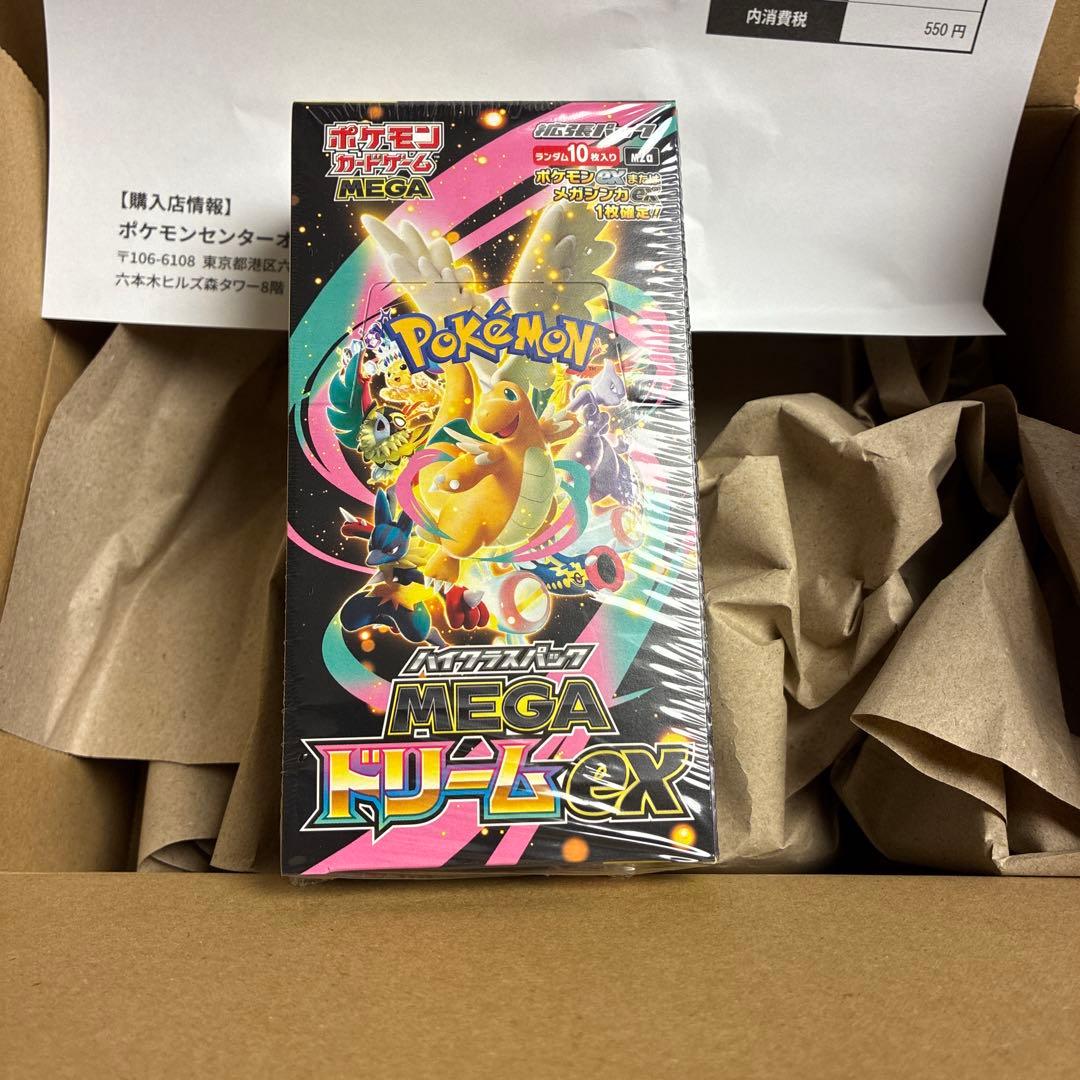 内消費税 550円
【購入店情報】
ポケモンセンターオ
〒106-6108 東京都港区六
六本木ヒルズ森タワー8階
ポケモン
カードゲーム
MEGA
拡張パック
ランダム10枚入り M2a
ポケモンexまたは
メガシンカex
1枚確定!!
POKéMON
TM
ハイクラスパック
MEGA
ドリームex